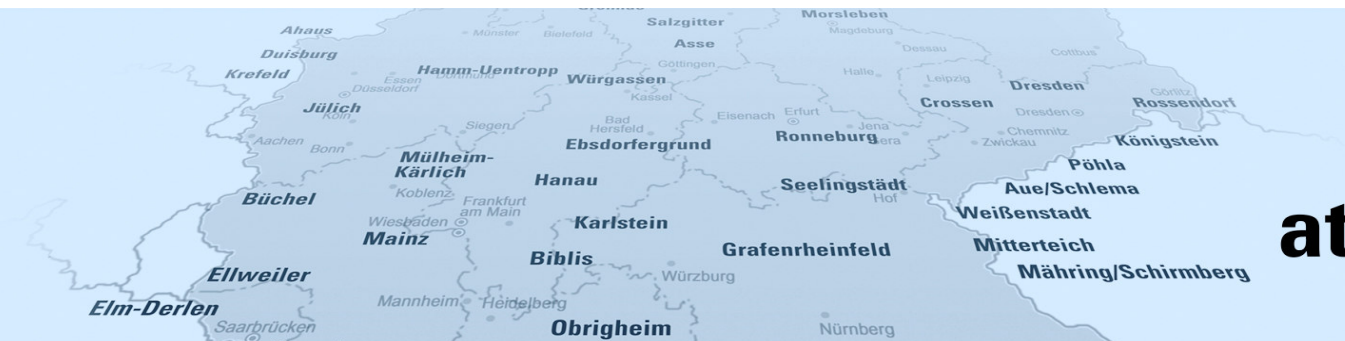 Ahaus
Salzgitter
Morsleben
Münster
Bielefeld
Magdeburg
Duisburg
Asse
Dessau
Cottbus
Krefeld
Hamm-Uentropp
Dortmund
Göttingen
Essen
Düsseldorf
Würgassen
Halle
Leipzig
Dresden
Kassel
Görlitz
Jülich
Köln
Crossen
Rossendorf
Eisenach
Erfurt
Dresden
Siegen
Bad
Hersfeld
Jena
Chemnitz
Aachen
Bonn
Ebsdorfergrund
Ronneburg
Gera
Zwickau
Königstein
Mülheim-
Kärlich
Pöhla
Hanau
Seelingstädt
Hof
Aue/Schlema
Koblenz
Büchel
Frankfurt
am Main
Weißenstadt
Wiesbaden
Karlstein
Mainz
Grafenrheinfeld
Mitterteich
at
Biblis
Ellweiler
Würzburg
Mähring/Schirmberg
Elm-Derlen
Mannheim
Heidelberg
Saarbrücken
Obrigheim
Nürnberg